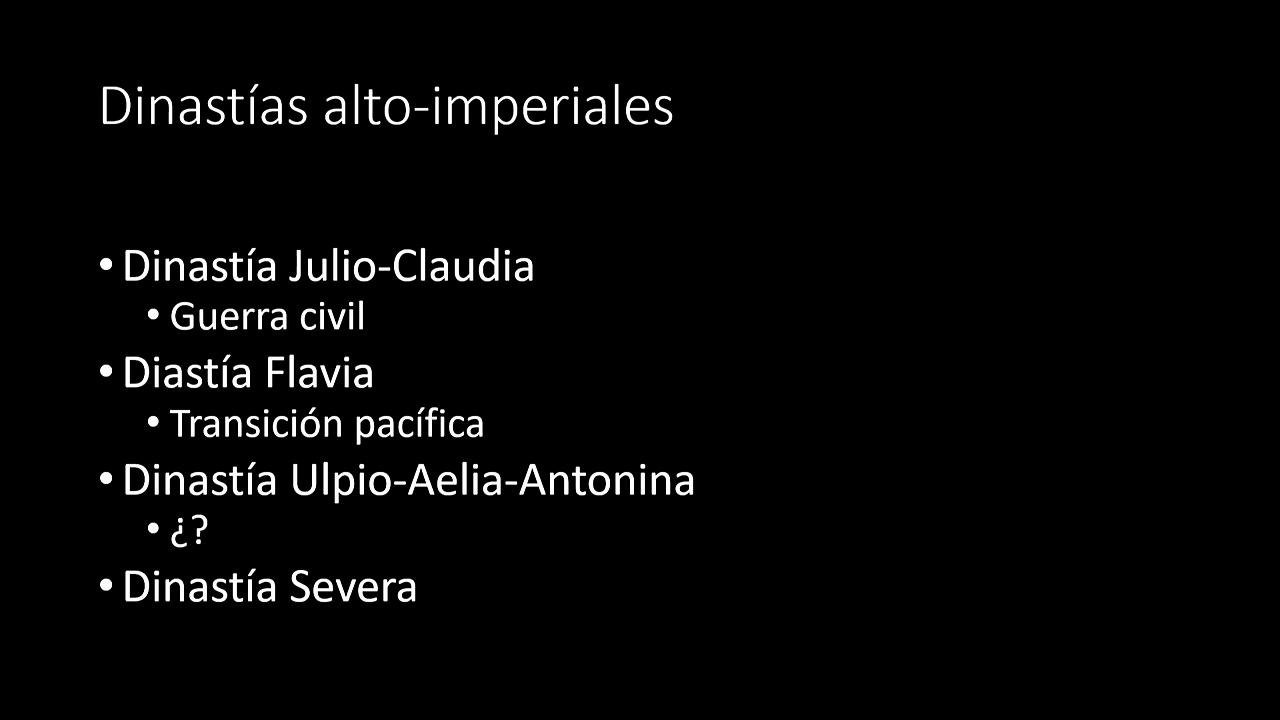 Dinastías alto-imperiales
• Dinastía Julio-Claudia
• Guerra civil
• Diastía Flavia
• Transición pacífica
• Dinastía Ulpio-Aelia-Antonina
• ¿?
• Dinastía Severa